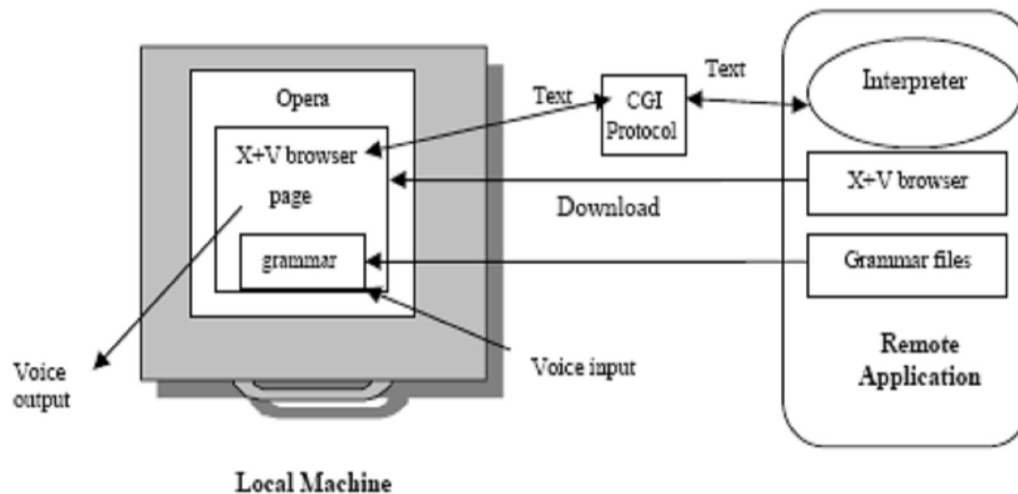 Opera
X+V browser
page
grammar
Voice
output
Voice input
Local Machine
Text
CGI
Protocol
Text
Download
Interpreter
X+V browser
Grammar files
Remote
Application